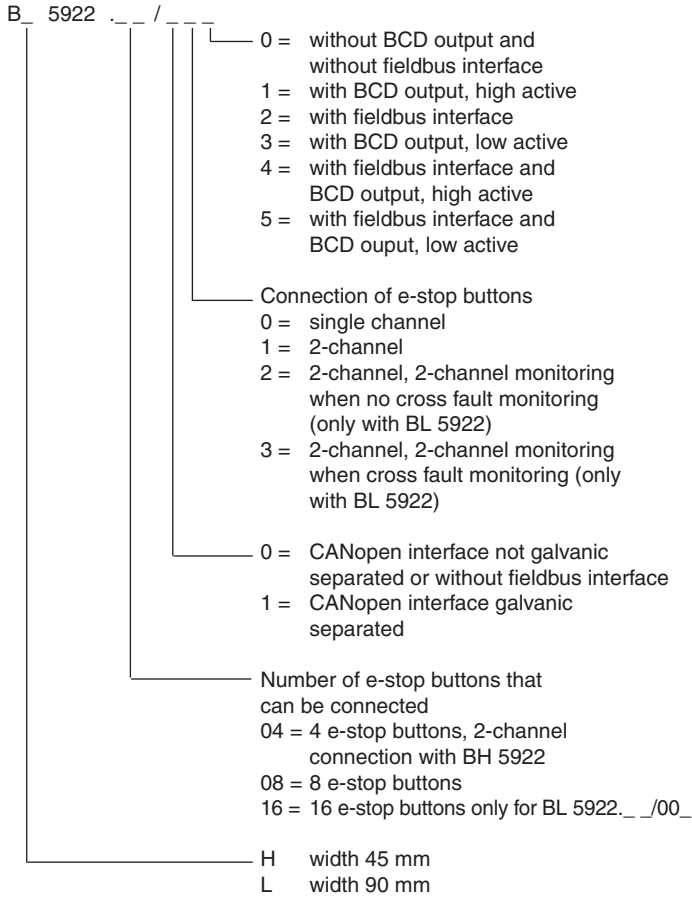 B_ 5922 ._ _ / _ _ _
0 = without BCD output and
without fieldbus interface
1 = with BCD output, high active
2 = with fieldbus interface
3 = with BCD output, low active
4 = with fieldbus interface and
BCD output, high active
5 = with fieldbus interface and
BCD ouput, low active
Connection of e-stop buttons
0 = single channel
1 = 2-channel
2 = 2-channel, 2-channel monitoring
when no cross fault monitoring
(only with BL 5922)
3 = 2-channel, 2-channel monitoring
when cross fault monitoring (only
with BL 5922)
0 = CANopen interface not galvanic
separated or without fieldbus interface
1 = CANopen interface galvanic
separated
Number of e-stop buttons that
can be connected
04 = 4 e-stop buttons, 2-channel
connection with BH 5922
08 = 8 e-stop buttons
16 = 16 e-stop buttons only for BL 5922._ _/00_
H width 45 mm
L width 90 mm